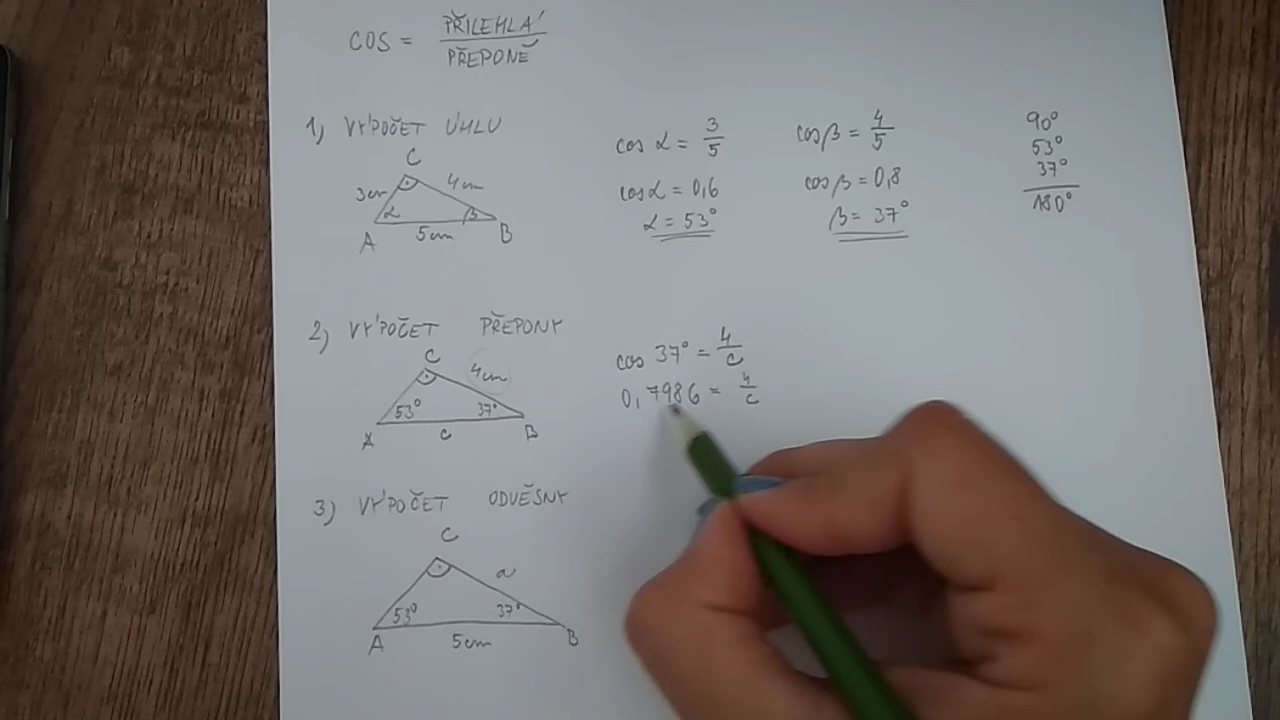 COS = PŘILEHLÁ
PŘEPONĚ
1) VÝPOČET ÚHLU
C
3cm 4cm
α β
A 5cm B
cos α = 3/5
cos α = 0,6
α = 53°
cos β = 4/5
cos β = 0,8
β = 37°
90°
53°
37°
180°
2) VÝPOČET PŘEPONY
C
4cm
53° 37°
A c B
cos 37° = 4/c
0,7986 = 4/c
3) VÝPOČET ODVĚSNY
C
a
53° 37°
A 5cm B